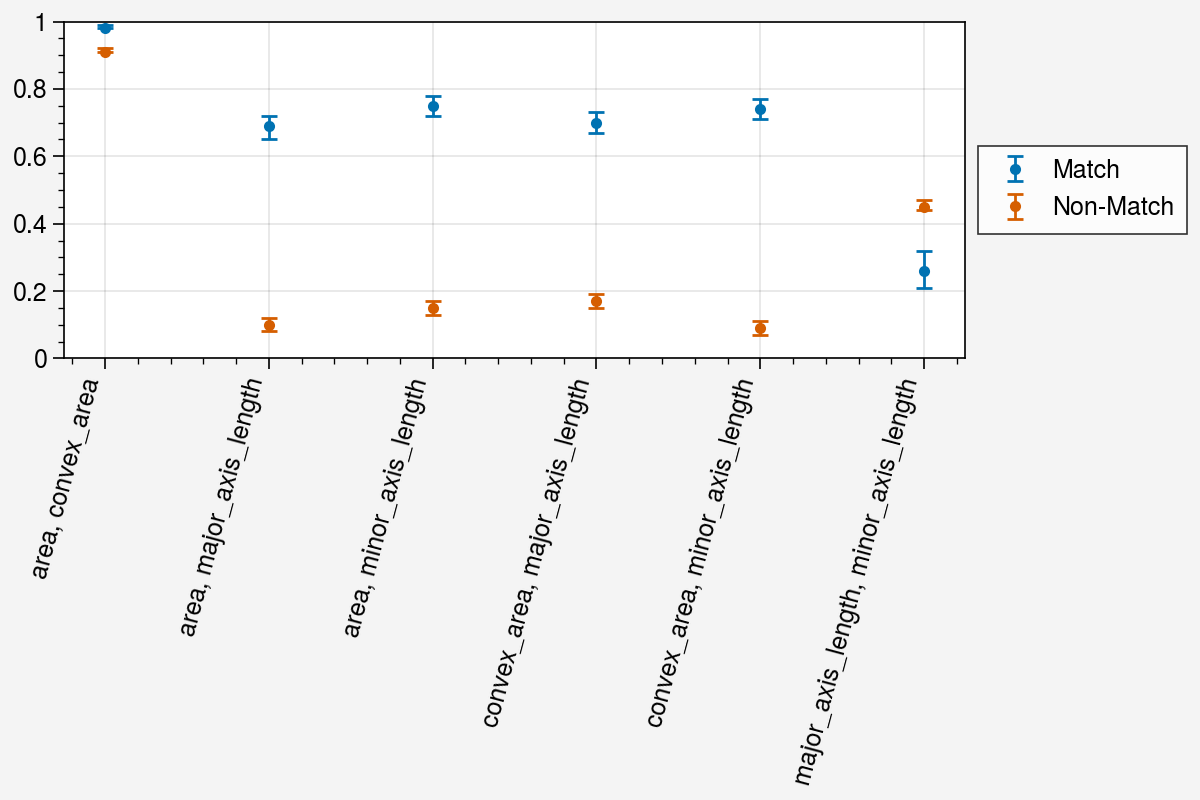 1
0.8
0.6
0.4
0.2
0
area, convex_area
area, major_axis_length
area, minor_axis_length
convex_area, major_axis_length
convex_area, minor_axis_length
major_axis_length, minor_axis_length
Match
Non-Match